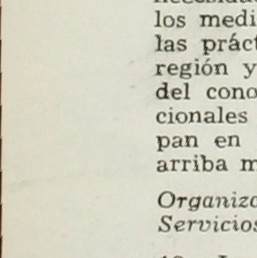 los medi
las práct
región y
del cono
cionales
pan en
arriba m
Organiza
Servicios